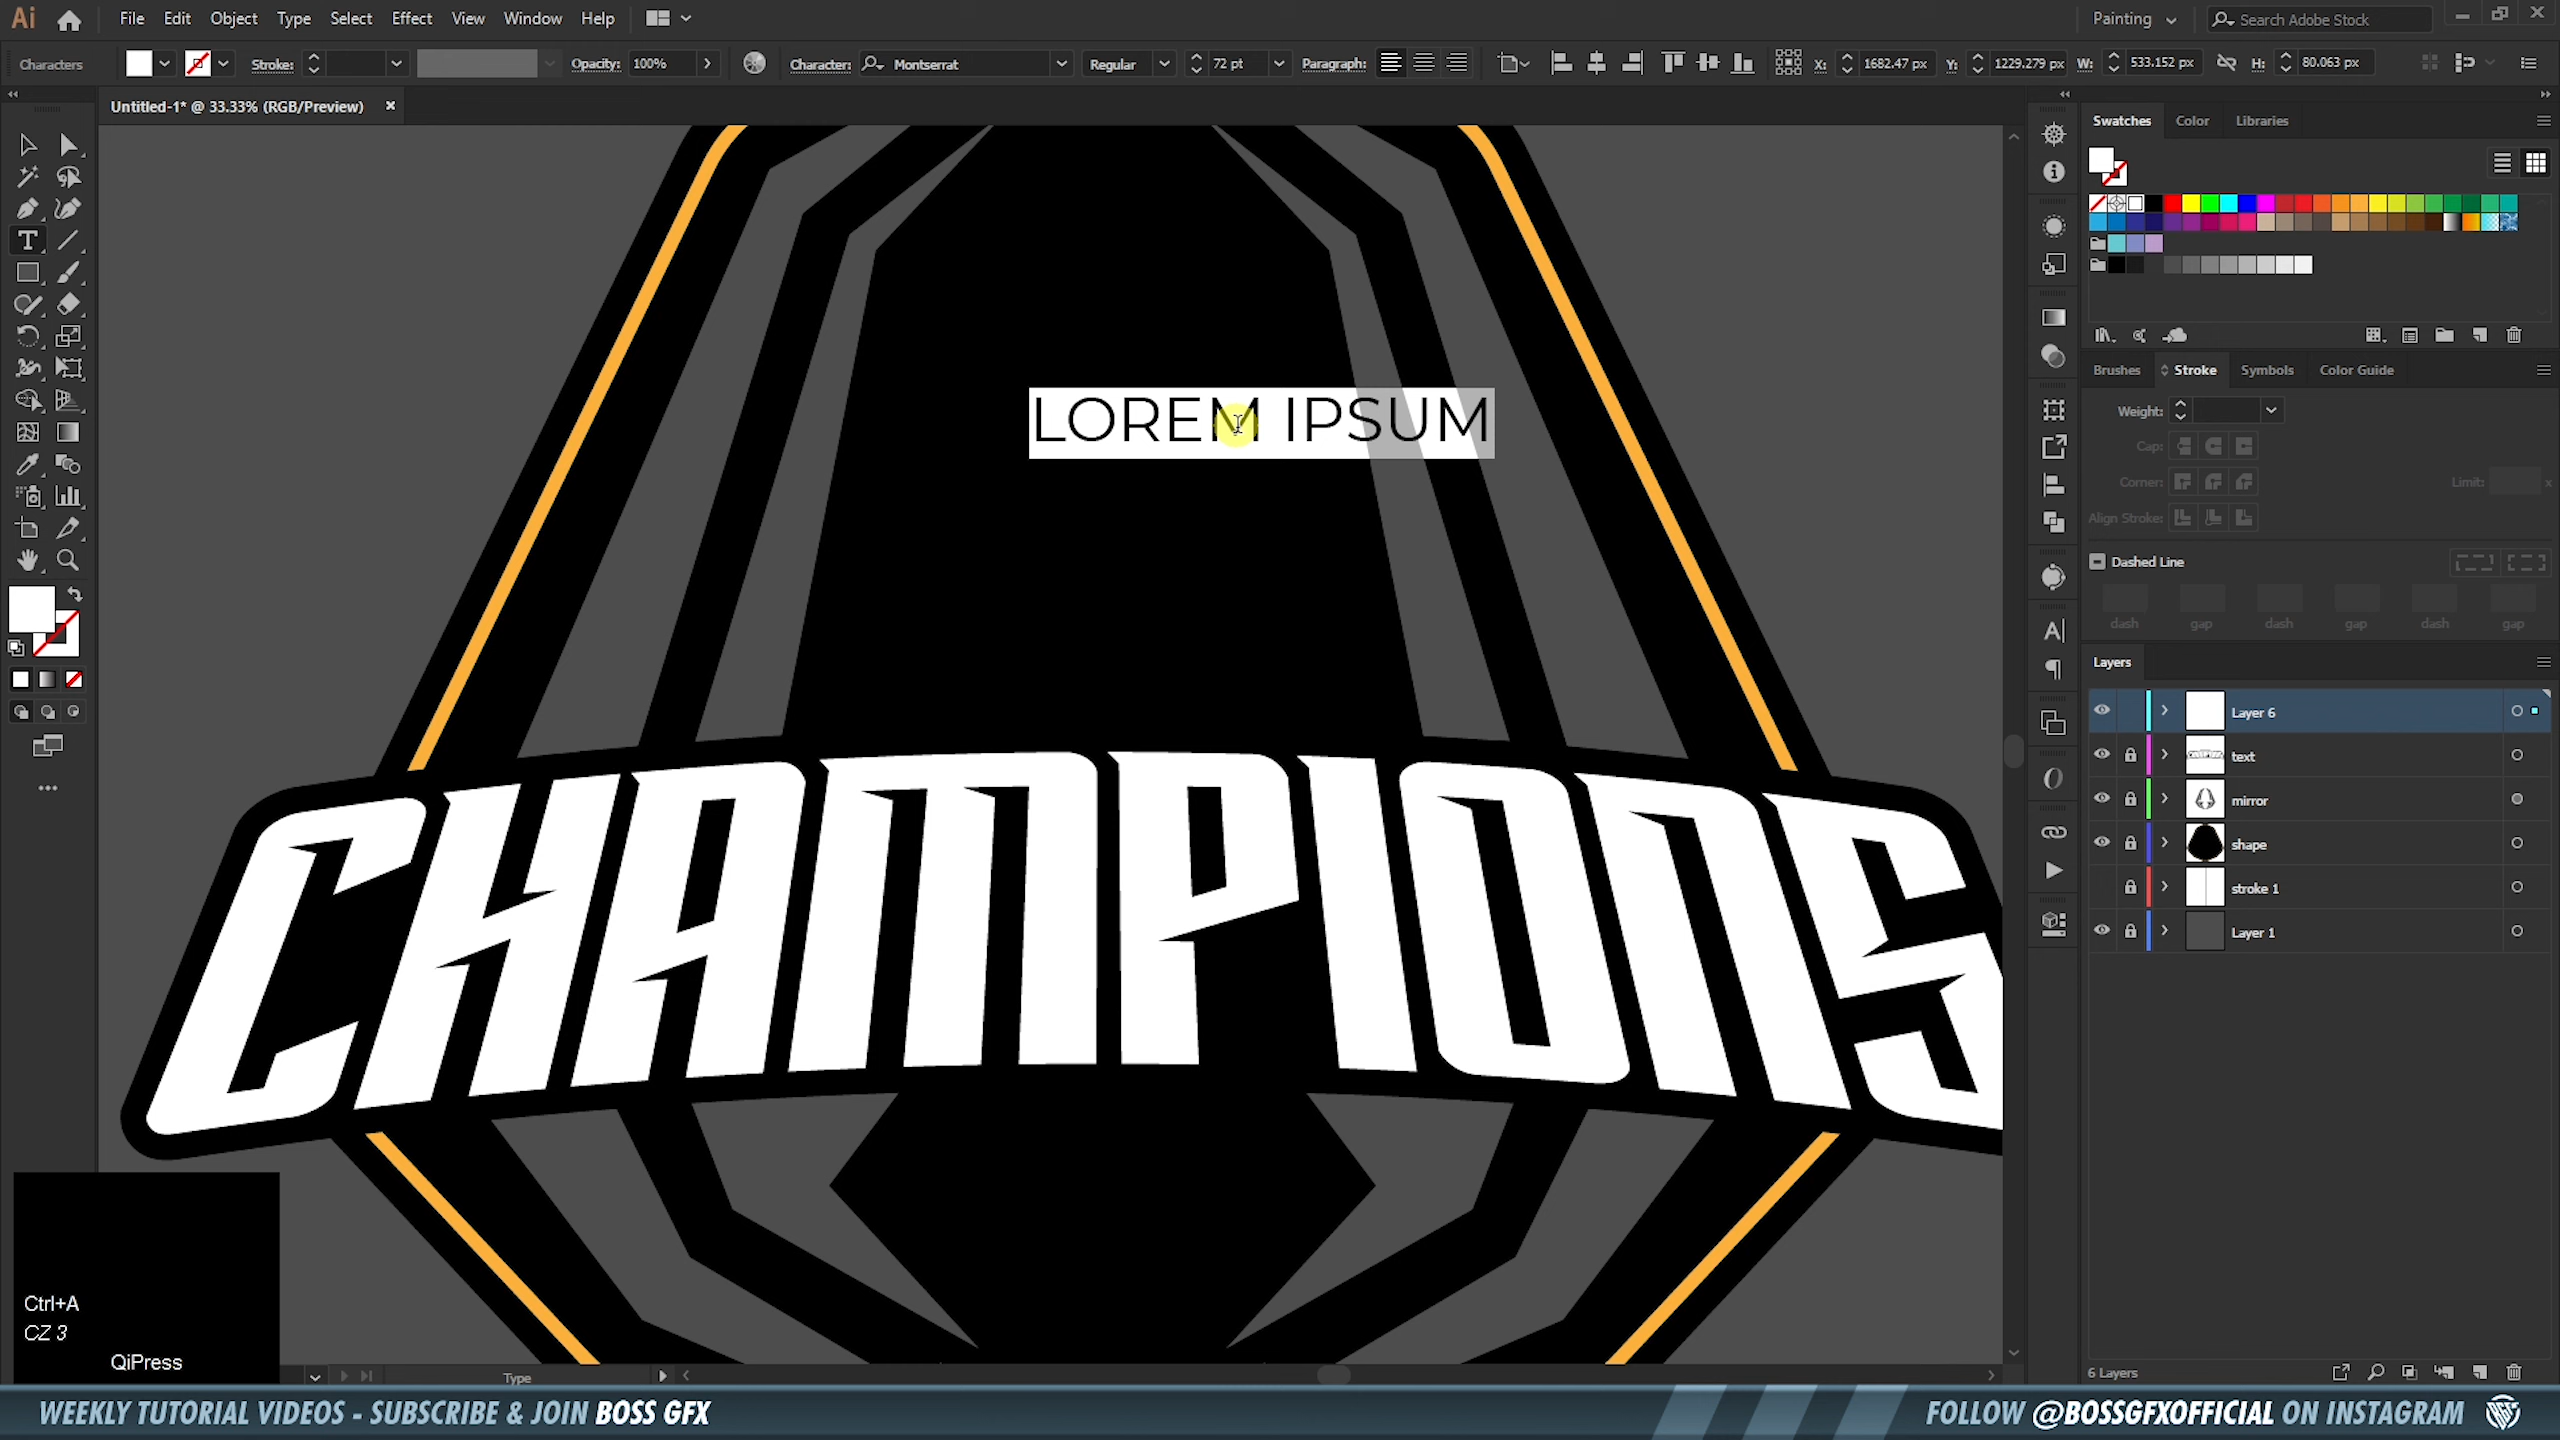 Ai
File Edit Object Type Select Effect View Window Help
Painting
Search Adobe Stock
Characters
Stroke:
Opacity: 100%
Character: Montserrat
Regular
72 pt
Paragraph:
X: 1682.47 px
Y: 1229.279 px
W: 533.152 px
H: 80.063 px
Untitled-1* @ 33.33% (RGB/Preview)
Swatches Color Libraries
LOREM IPSUM
Brushes Stroke Symbols Color Guide
Weight:
Cap:
Corner:
Limit: x
Align Stroke:
Dashed Line
dash gap dash gap dash gap
Layers
Layer 6
text
mirror
shape
stroke 1
Layer 1
CHAMPIONS
Ctrl+A
CZ 3
QiPress
Type
6 Layers
WEEKLY TUTORIAL VIDEOS - SUBSCRIBE & JOIN BOSS GFX
FOLLOW @BOSSGFXOFFICIAL ON INSTAGRAM